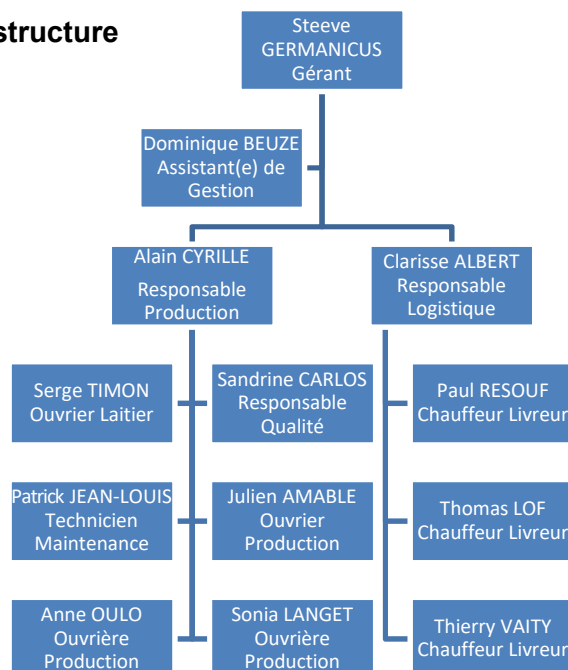 structure
Steeve
GERMANICUS
Gérant
Dominique BEUZE
Assistant(e) de
Gestion
Alain CYRILLE
Responsable
Production
Clarisse ALBERT
Responsable
Logistique
Serge TIMON
Ouvrier Laitier
Sandrine CARLOS
Responsable
Qualité
Paul RESOUF
Chauffeur Livreur
Patrick JEAN-LOUIS
Technicien
Maintenance
Julien AMABLE
Ouvrier
Production
Thomas LOF
Chauffeur Livreur
Anne OULO
Ouvrière
Production
Sonia LANGET
Ouvrière
Production
Thierry VAITY
Chauffeur Livreur